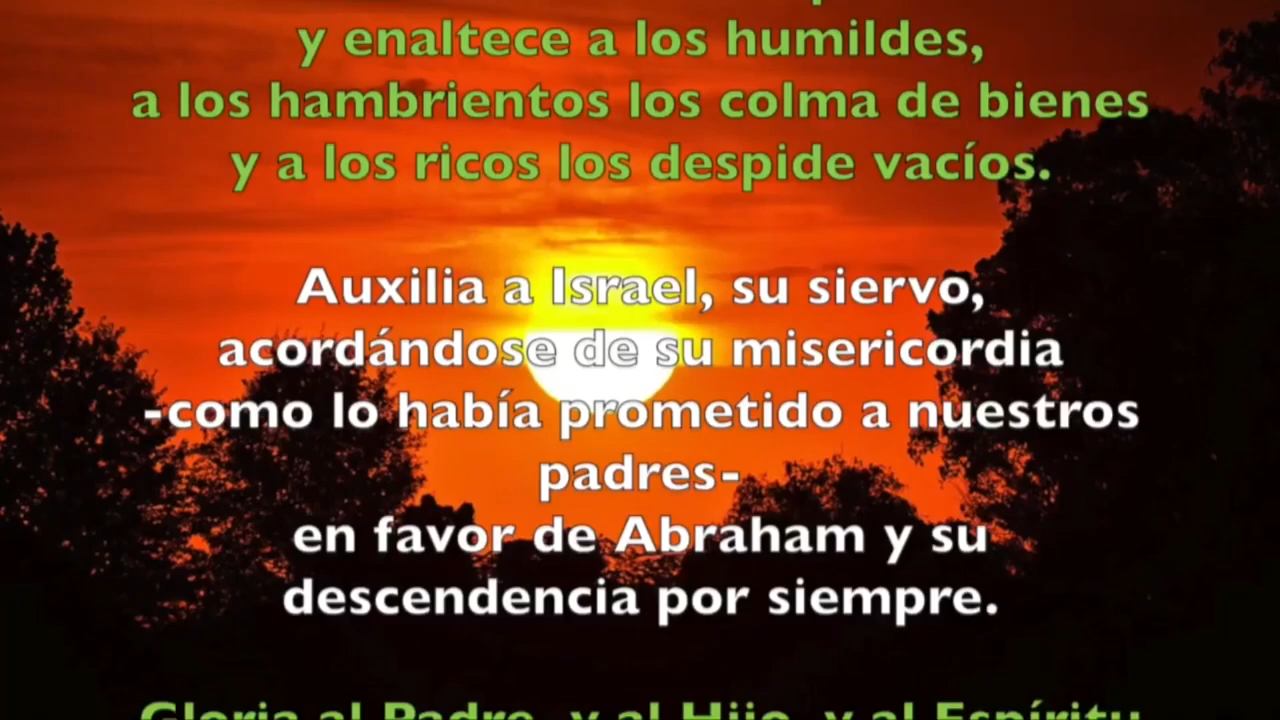 y enaltece a los humildes,
a los hambrientos los colma de bienes
y a los ricos los despide vacíos.
Auxilia a Israel, su siervo,
acordándose de su misericordia
-como lo había prometido a nuestros
padres-
en favor de Abraham y su
descendencia por siempre.
Gloria al Padre, y al Hijo, y al Espíritu